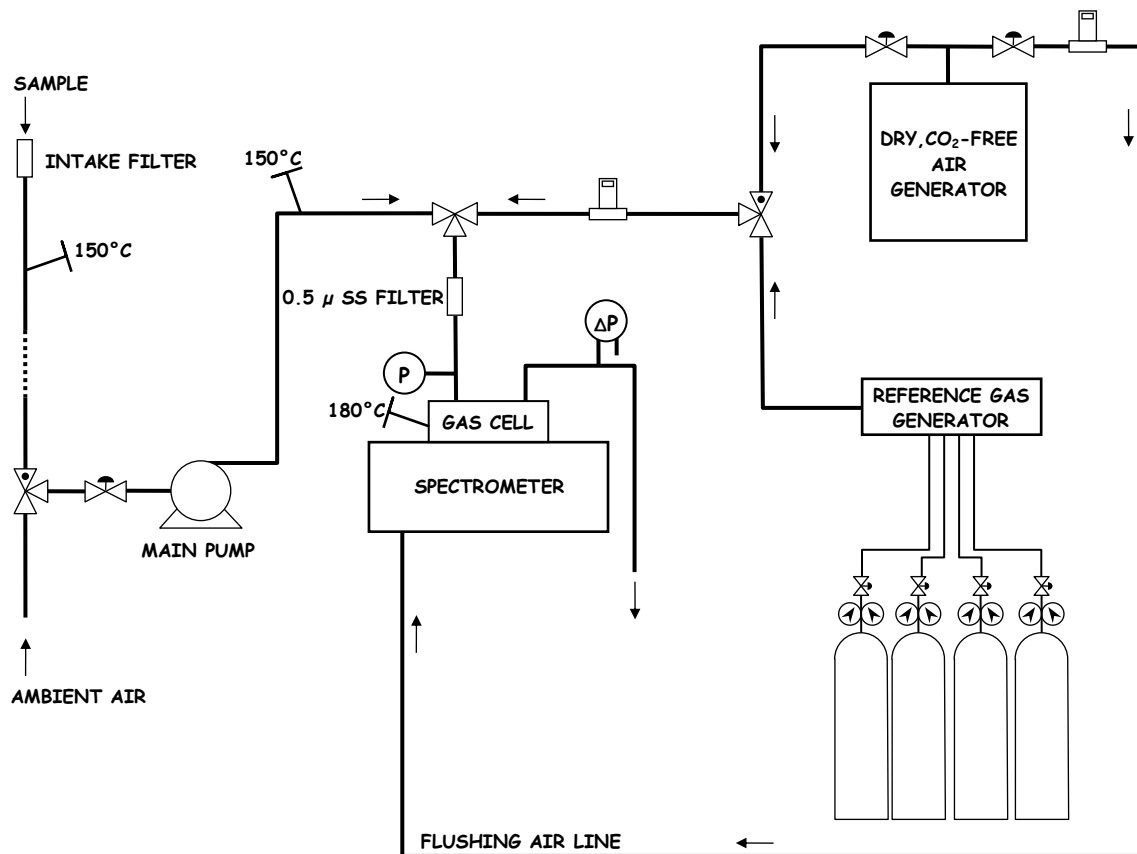 SAMPLE
INTAKE FILTER
150°C
150°C
DRY,CO₂-FREE
AIR
GENERATOR
0.5 µ SS FILTER
ΔP
P
180°C
GAS CELL
REFERENCE GAS
GENERATOR
SPECTROMETER
MAIN PUMP
AMBIENT AIR
FLUSHING AIR LINE